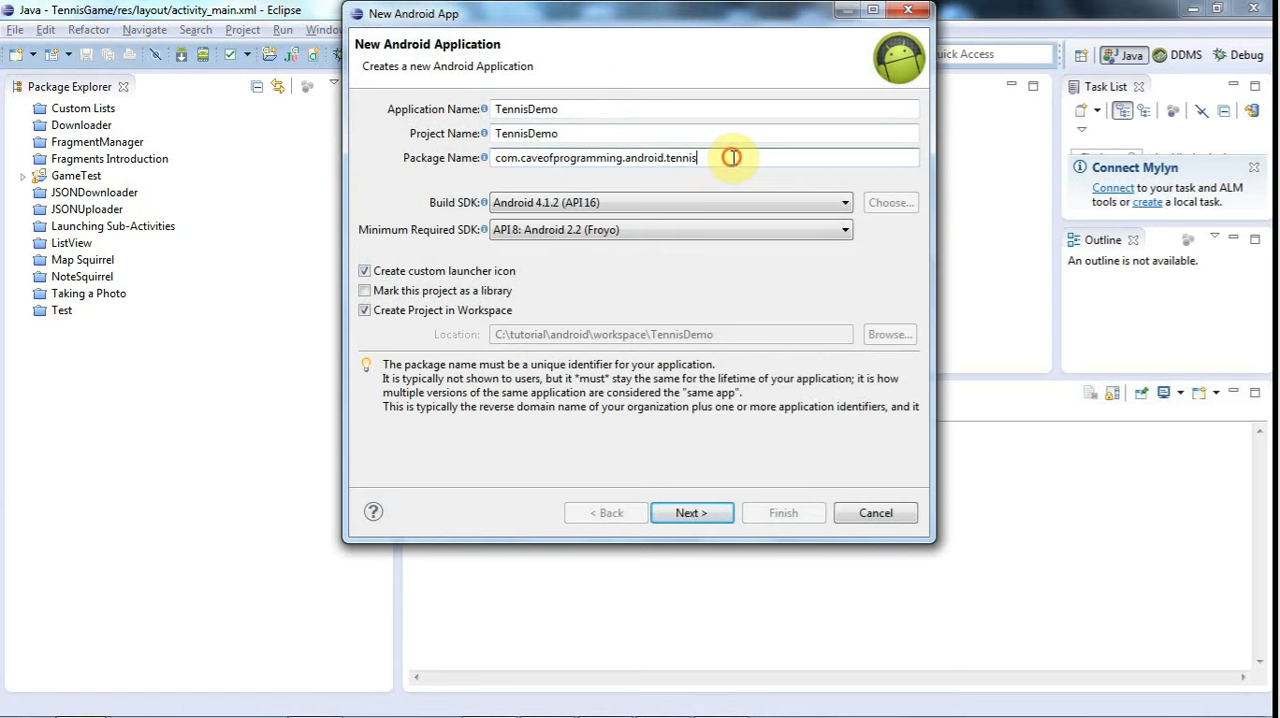 Java - TennisGame/res/layout/activity_main.xml - Eclipse
New Android App
File Edit Refactor Navigate Search Project Run Window
New Android Application
Creates a new Android Application
uick Access
Java
DDMS
Debug
Package Explorer
Custom Lists
Downloader
FragmentManager
Fragments Introduction
GameTest
JSONDownloader
JSONUploader
Launching Sub-Activities
ListView
Map Squirrel
NoteSquirrel
Taking a Photo
Test
Application Name: TennisDemo
Project Name: TennisDemo
Package Name: com.caveofprogramming.android.tennis
Build SDK: Android 4.1.2 (API 16)
Choose...
Minimum Required SDK: API 8: Android 2.2 (Froyo)
Create custom launcher icon
Mark this project as a library
Create Project in Workspace
Location: C:\tutorial\android\workspace\TennisDemo
Browse...
The package name must be a unique identifier for your application.
It is typically not shown to users, but it *must* stay the same for the lifetime of your application; it is how
multiple versions of the same application are considered the "same app".
This is typically the reverse domain name of your organization plus one or more application identifiers, and it
? < Back Next > Finish Cancel
Task List
Connect Mylyn
Connect to your task and ALM
tools or create a local task.
Outline
An outline is not available.